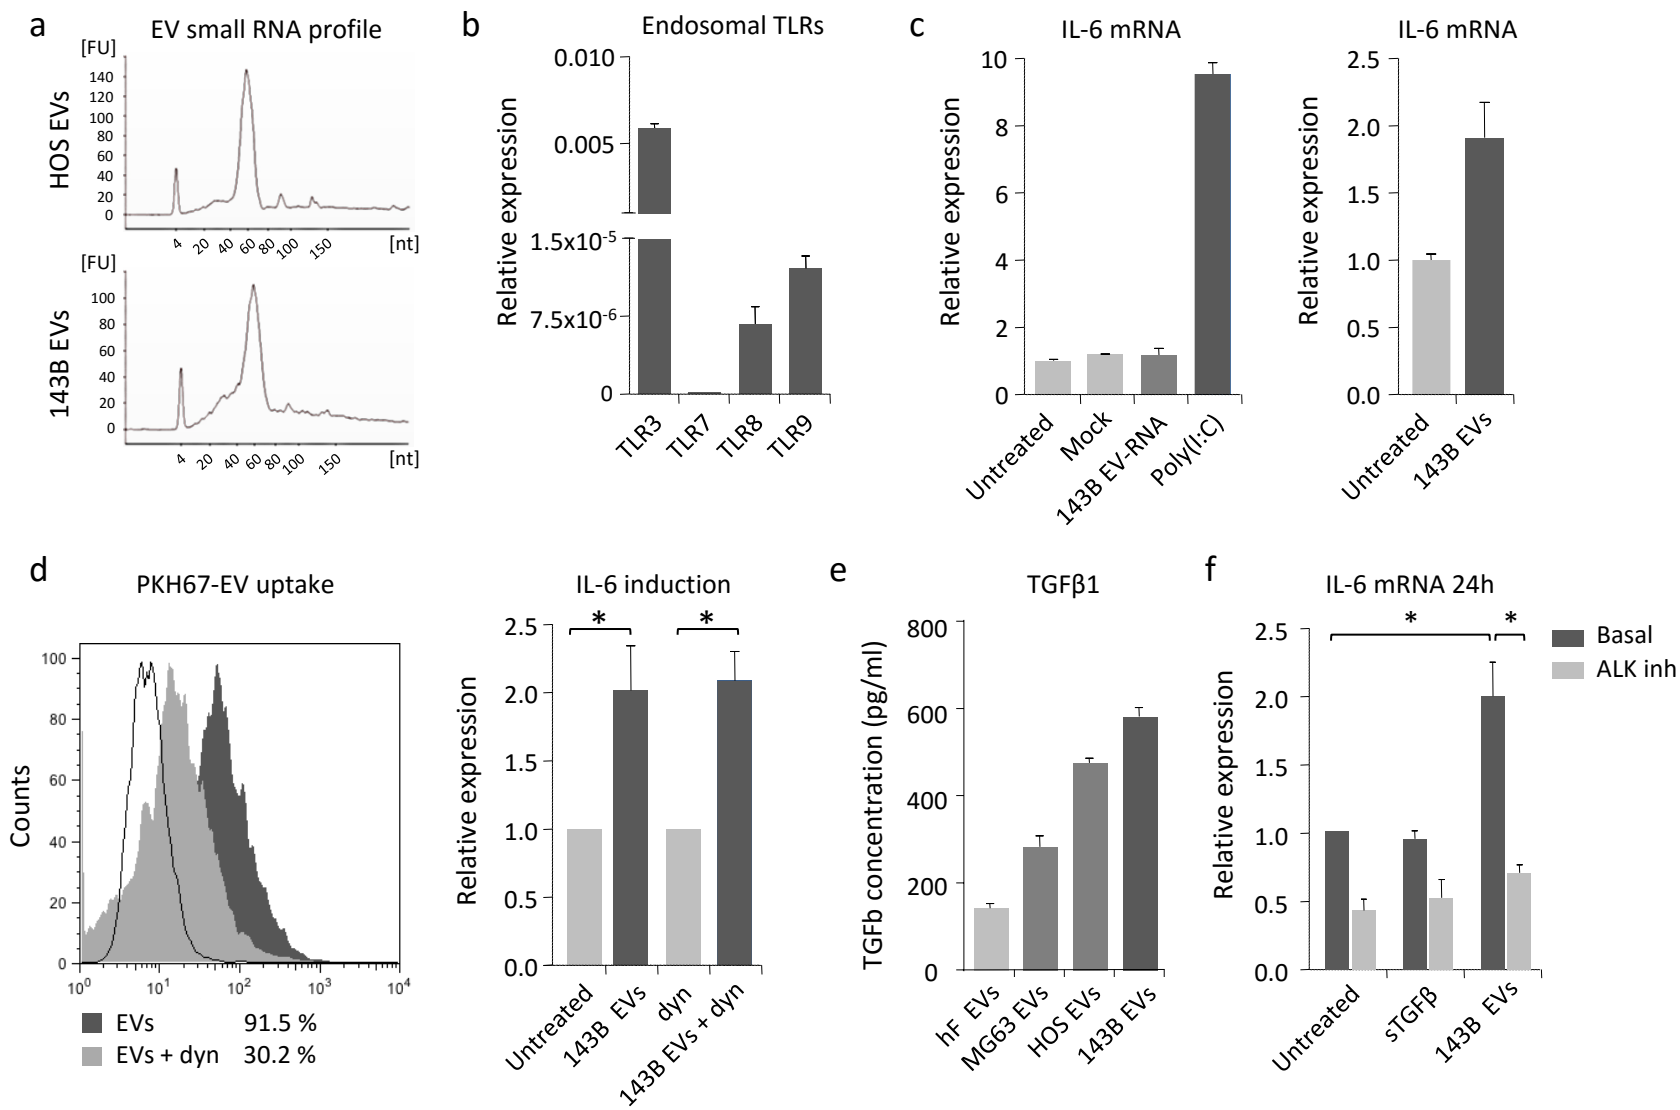 a
EV small RNA profile
[FU]
HOS EVs
140
120
100
80
60
40
20
0
4 20 40 60 80 100 150 [nt]
[FU]
143B EVs
100
80
60
40
20
0
4 20 40 60 80 100 150 [nt]
b
Endosomal TLRs
Relative expression
0.010
0.005
1.5x10-5
7.5x10-6
0
TLR3 TLR7 TLR8 TLR9
c
IL-6 mRNA
Relative expression
10
8
6
4
2
0
Untreated Mock 143B EV-RNA Poly(I:C)
IL-6 mRNA
Relative expression
2.5
2.0
1.5
1.0
0.5
0.0
Untreated 143B EVs
d
PKH67-EV uptake
Counts
100
80
60
40
20
0
10⁰ 10¹ 10² 10³ 10⁴
EVs 91.5 %
EVs + dyn 30.2 %
IL-6 induction
Relative expression
* *
2.5
2.0
1.5
1.0
0.5
0.0
Untreated 143B EVs dyn 143B EVs + dyn
e
TGFβ1
TGFb concentration (pg/ml)
800
600
400
200
0
hF EVs MG63 EVs HOS EVs 143B EVs
f
IL-6 mRNA 24h
Relative expression
* *
2.5
2.0
1.5
1.0
0.5
0.0
Untreated sTGFβ 143B EVs
Basal
ALK inh